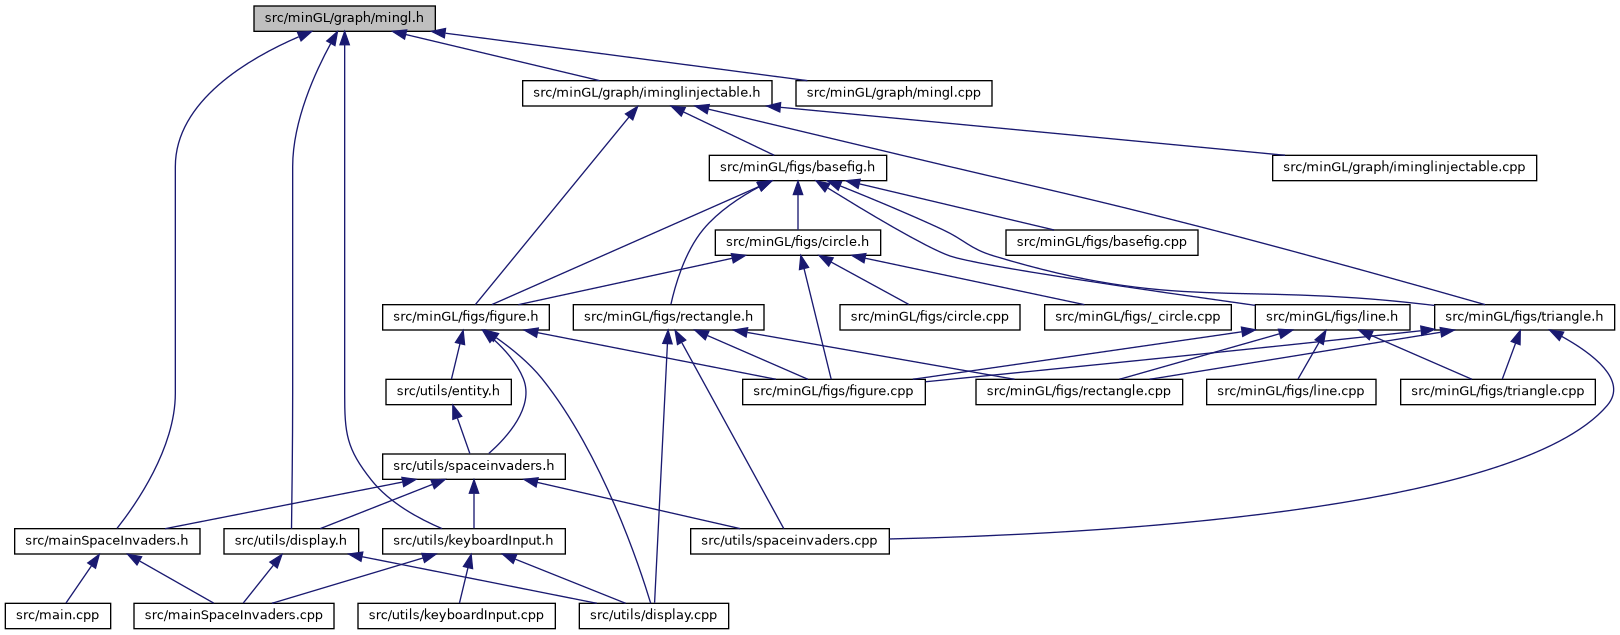 src/minGL/graph/mingl.h
src/minGL/graph/iminglinjectable.h
src/minGL/graph/mingl.cpp
src/minGL/figs/basefig.h
src/minGL/graph/iminglinjectable.cpp
src/minGL/figs/circle.h
src/minGL/figs/basefig.cpp
src/minGL/figs/figure.h
src/minGL/figs/rectangle.h
src/minGL/figs/circle.cpp
src/minGL/figs/_circle.cpp
src/minGL/figs/line.h
src/minGL/figs/triangle.h
src/utils/entity.h
src/minGL/figs/figure.cpp
src/minGL/figs/rectangle.cpp
src/minGL/figs/line.cpp
src/minGL/figs/triangle.cpp
src/utils/spaceinvaders.h
src/mainSpaceInvaders.h
src/utils/display.h
src/utils/keyboardInput.h
src/utils/spaceinvaders.cpp
src/main.cpp
src/mainSpaceInvaders.cpp
src/utils/keyboardInput.cpp
src/utils/display.cpp